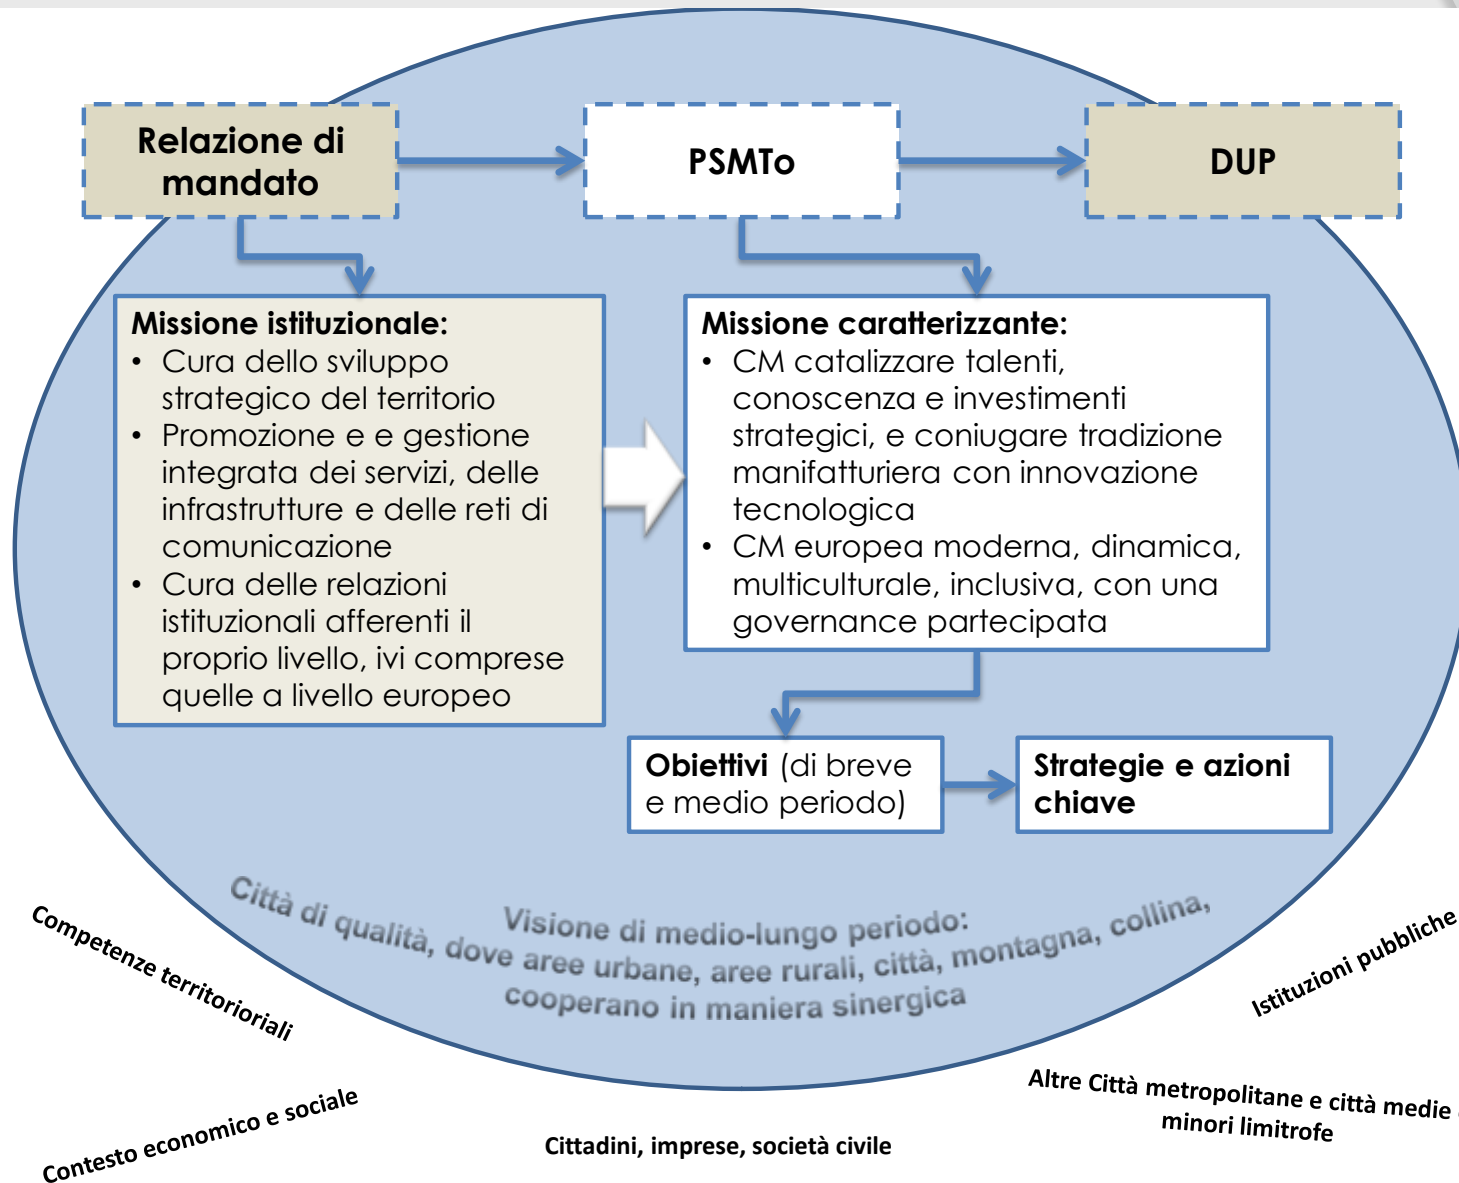 Relazione di
mandato
PSMTo
DUP
Missione istituzionale:
• Cura dello sviluppo
strategico del territorio
• Promozione e e gestione
integrata dei servizi, delle
infrastrutture e delle reti di
comunicazione
• Cura delle relazioni
istituzionali afferenti il
proprio livello, ivi comprese
quelle a livello europeo
Missione caratterizzante:
• CM catalizzare talenti,
conoscenza e investimenti
strategici, e coniugare tradizione
manifatturiera con innovazione
tecnologica
• CM europea moderna, dinamica,
multiculturale, inclusiva, con una
governance partecipata
Obiettivi (di breve
e medio periodo)
Strategie e azioni
chiave
Visione di medio-lungo periodo:
Città di qualità, dove aree urbane, aree rurali, città, montagna, collina,
cooperano in maniera sinergica
Competenze territorioriali
Contesto economico e sociale
Cittadini, imprese, società civile
Altre Città metropolitane e città medie
minori limitrofe
Istituzioni pubbliche